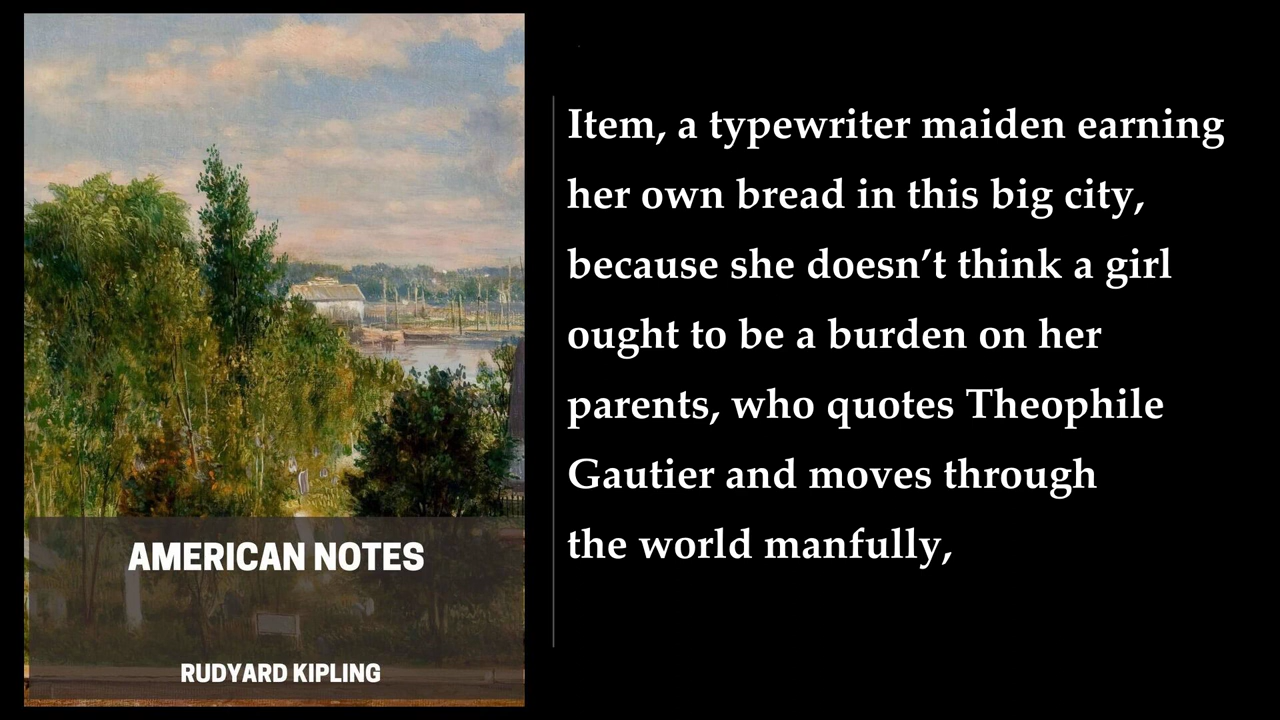 Item, a typewriter maiden earning
her own bread in this big city,
because she doesn’t think a girl
ought to be a burden on her
parents, who quotes Theophile
Gautier and moves through
the world manfully,
AMERICAN NOTES
RUDYARD KIPLING